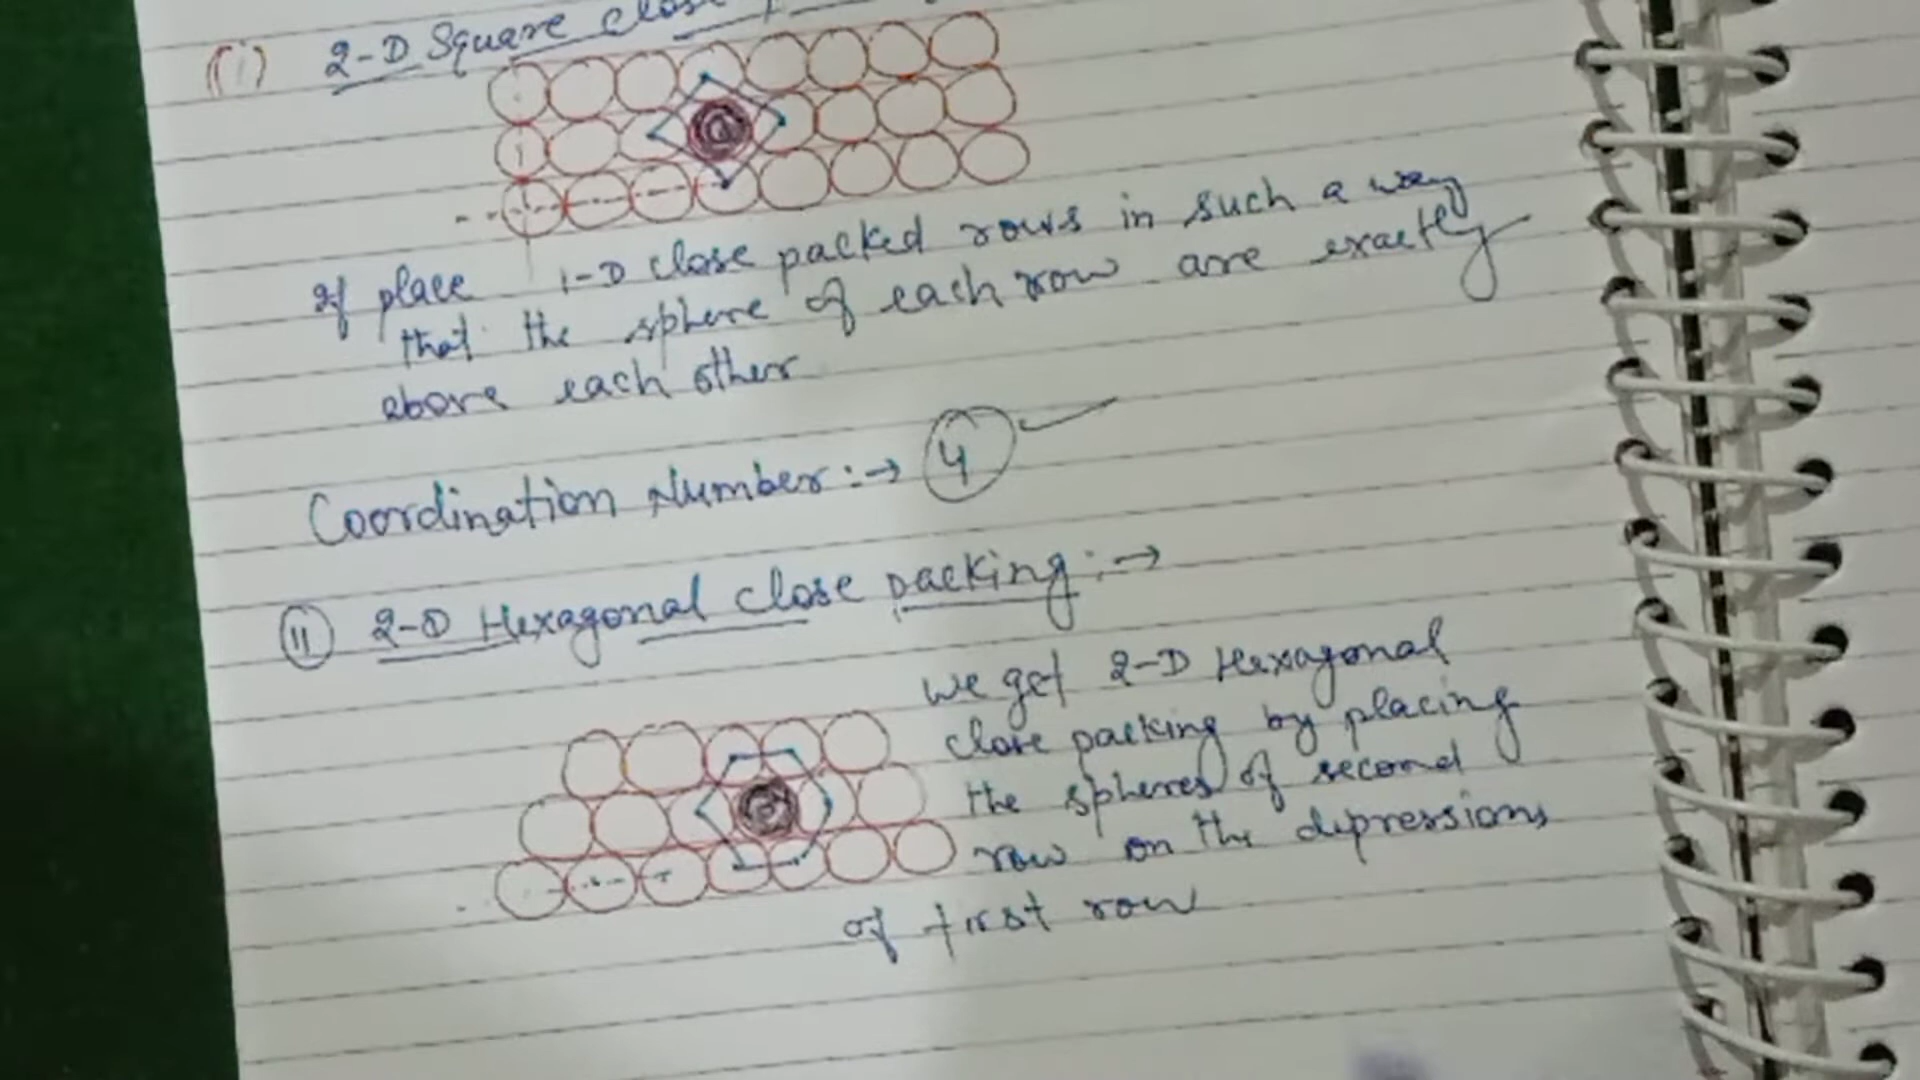 (i) 2-D Square close
If place 1-D close packed rows in such a way
that the sphere of each row are exactly
above each other
Coordination Number :→ 4
(ii) 2-D Hexagonal close packing :→
we get 2-D Hexagonal
close packing by placing
the spheres of second
row on the depressions
of first row